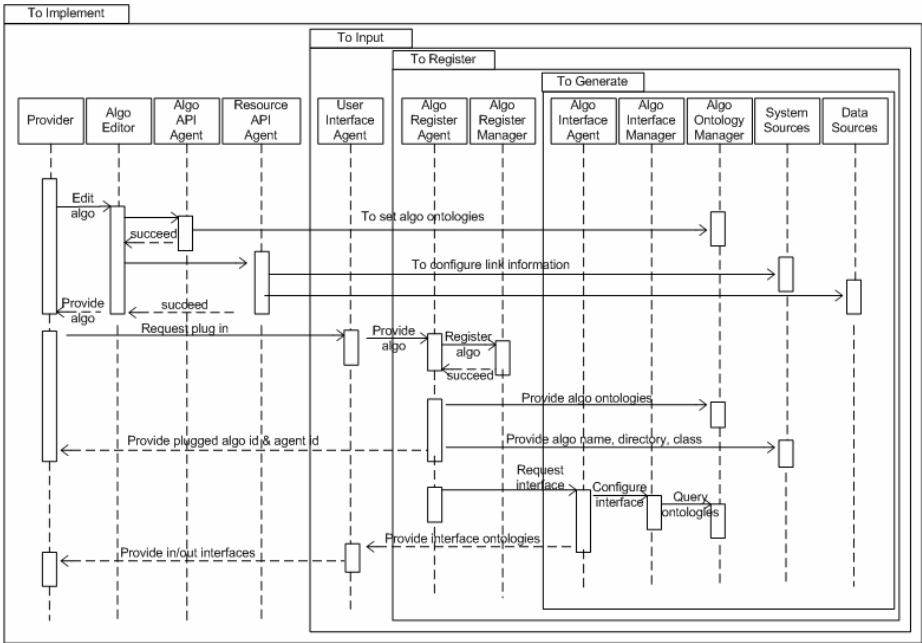 To Implement
To Input
To Register
To Generate
Provider
Algo
Editor
Algo
API
Agent
Resource
API
Agent
User
Interface
Agent
Algo
Register
Agent
Algo
Register
Manager
Algo
Interface
Agent
Algo
Interface
Manager
Algo
Ontology
Manager
System
Sources
Data
Sources
Edit
algo
To set algo ontologies
succeed
To configure link information
Provide
algo
succeed
Request plug in
Provide
algo
Register
algo
succeed
Provide algo ontologies
Provide plugged algo id & agent id
Provide algo name, directory, class
Request
interface
Configure
interface
Query
ontologies
Provide interface ontologies
Provide in/out interfaces